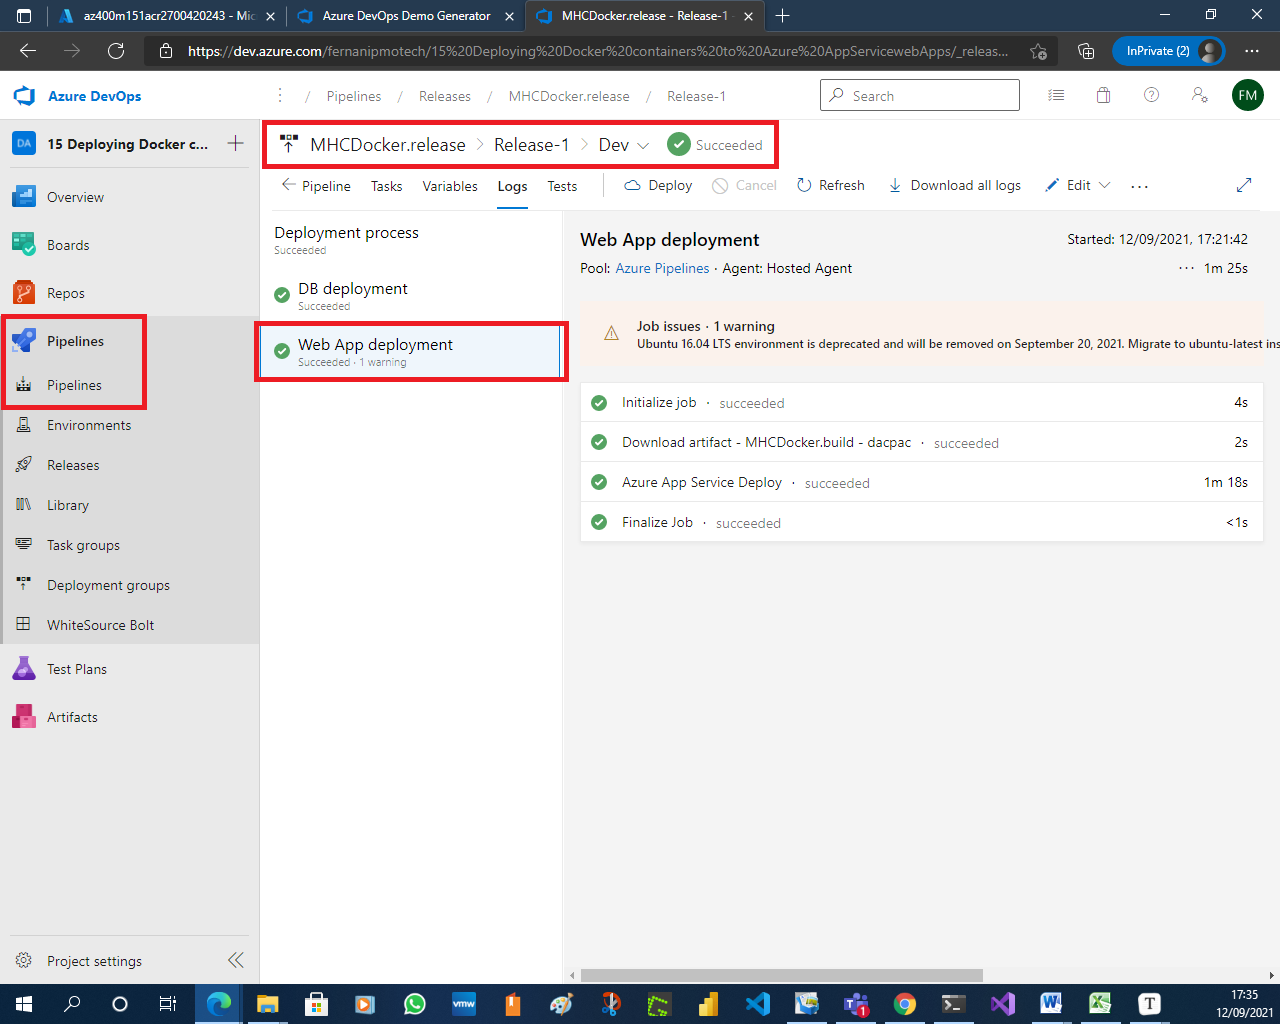 az400m151acr2700420243 - Mic
Azure DevOps Demo Generator
MHCDocker.release - Release-1 -
https://dev.azure.com/fernanipmotech/15%20Deploying%20Docker%20containers%20to%20Azure%20AppServicewebApps/_releas...
InPrivate (2)
Azure DevOps
/ Pipelines / Releases / MHCDocker.release / Release-1
Search
FM
DA
15 Deploying Docker c...
MHCDocker.release > Release-1 > Dev
Succeeded
Pipeline
Tasks
Variables
Logs
Tests
Deploy
Cancel
Refresh
Download all logs
Edit
...
Overview
Boards
Repos
Pipelines
Pipelines
Environments
Releases
Library
Task groups
Deployment groups
WhiteSource Bolt
Test Plans
Artifacts
Project settings
Deployment process
Succeeded
DB deployment
Succeeded
Web App deployment
Succeeded · 1 warning
Web App deployment
Started: 12/09/2021, 17:21:42
Pool: Azure Pipelines · Agent: Hosted Agent
... 1m 25s
Job issues · 1 warning
Ubuntu 16.04 LTS environment is deprecated and will be removed on September 20, 2021. Migrate to ubuntu-latest ins
Initialize job · succeeded 4s
Download artifact - MHCDocker.build - dacpac · succeeded 2s
Azure App Service Deploy · succeeded 1m 18s
Finalize Job · succeeded <1s
vmw
1
T
17:35
12/09/2021